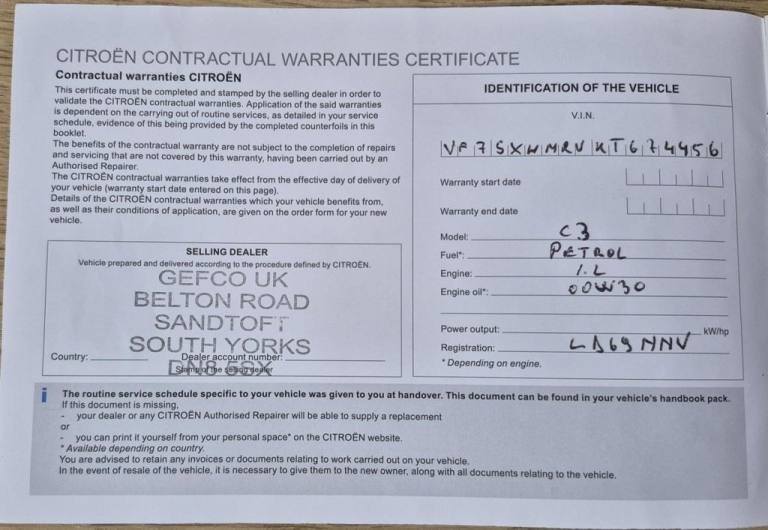 CITROËN CONTRACTUAL WARRANTIES CERTIFICATE
Contractual warranties CITROËN
This certificate must be completed and stamped by the selling dealer in order to
validate the CITROËN contractual warranties. Application of the said warranties
is dependent on the carrying out of routine services, as detailed in your service
schedule, evidence of this being provided by the completed counterfoils in this
booklet.
The benefits of the contractual warranty are not subject to the completion of repairs
and servicing that are not covered by this warranty, having been carried out by an
Authorised Repairer.
The CITROËN contractual warranties take effect from the effective day of delivery of
your vehicle (warranty start date entered on this page).
Details of the CITROËN contractual warranties which your vehicle benefits from,
as well as their conditions of application, are given on the order form for your new
vehicle.
SELLING DEALER
Vehicle prepared and delivered according to the procedure defined by CITROËN.
GEFCO UK
BELTON ROAD
SANDTOFT
SOUTH YORKS
Country:
Dealer account number:
DN8 5SX
Stamp of the selling dealer
IDENTIFICATION OF THE VEHICLE
V.I.N.
VF7SXHMRVKT674456
Warranty start date
Warranty end date
Model: C3
Fuel*: PETROL
Engine: 1.2
Engine oil*: 00W30
Power output: kW/hp
Registration: LD69 NNV
* Depending on engine.
i The routine service schedule specific to your vehicle was given to you at handover. This document can be found in your vehicle's handbook pack.
If this document is missing,
- your dealer or any CITROËN Authorised Repairer will be able to supply a replacement
or
- you can print it yourself from your personal space* on the CITROËN website.
* Available depending on country.
You are advised to retain any invoices or documents relating to work carried out on your vehicle.
In the event of resale of the vehicle, it is necessary to give them to the new owner, along with all documents relating to the vehicle.